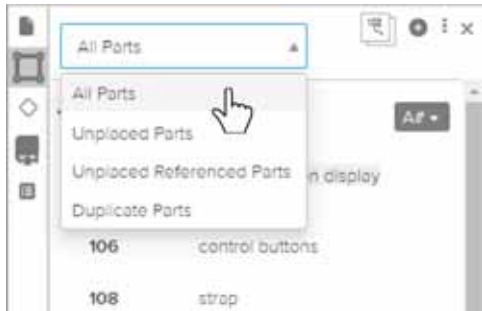 All Parts
All Parts
Unplaced Parts
Unplaced Referenced Parts
n display
Duplicate Parts
106 control buttons
108 strap